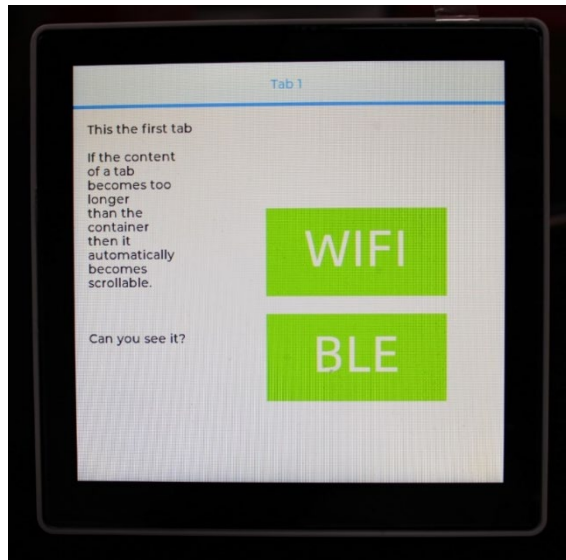 Tab 1
This the first tab
If the content
of a tab
becomes too
longer
than the
container
then it
automatically
becomes
scrollable.
Can you see it?
WIFI
BLE